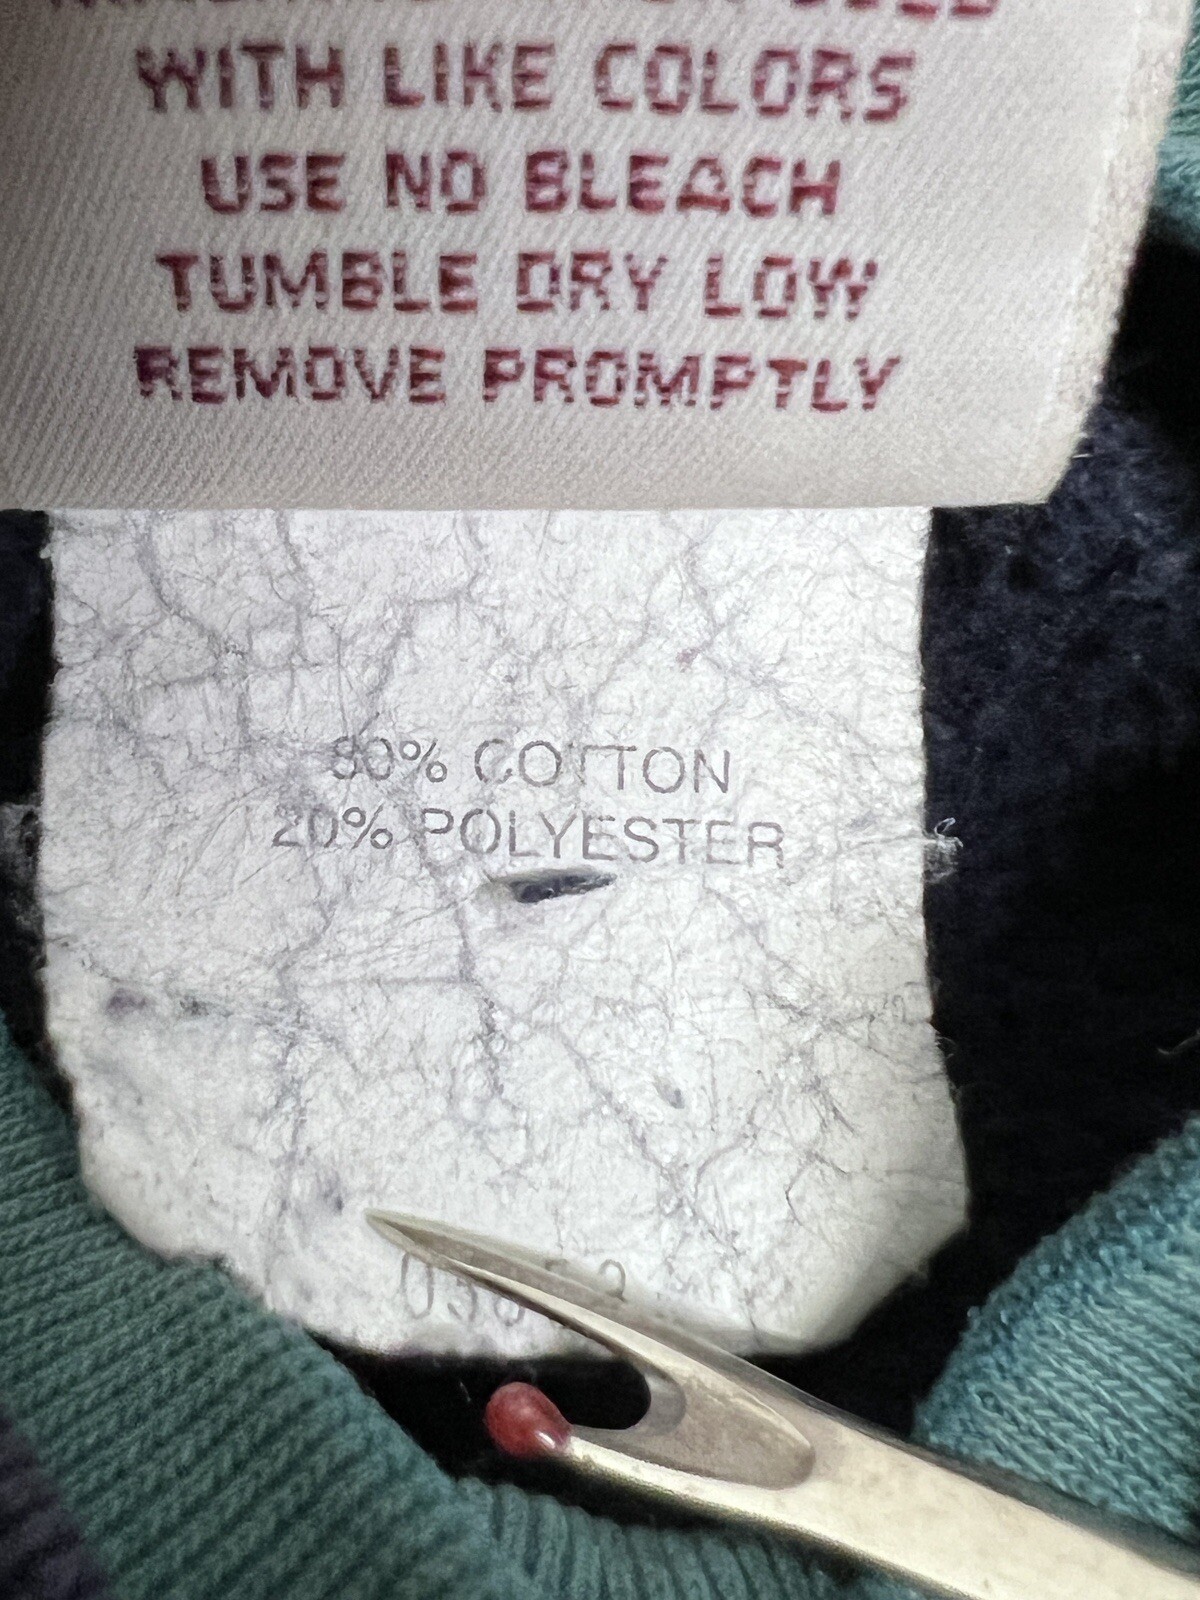 WITH LIKE COLORS
USE NO BLEACH
TUMBLE DRY LOW
REMOVE PROMPTLY
80% COTTON
20% POLYESTER